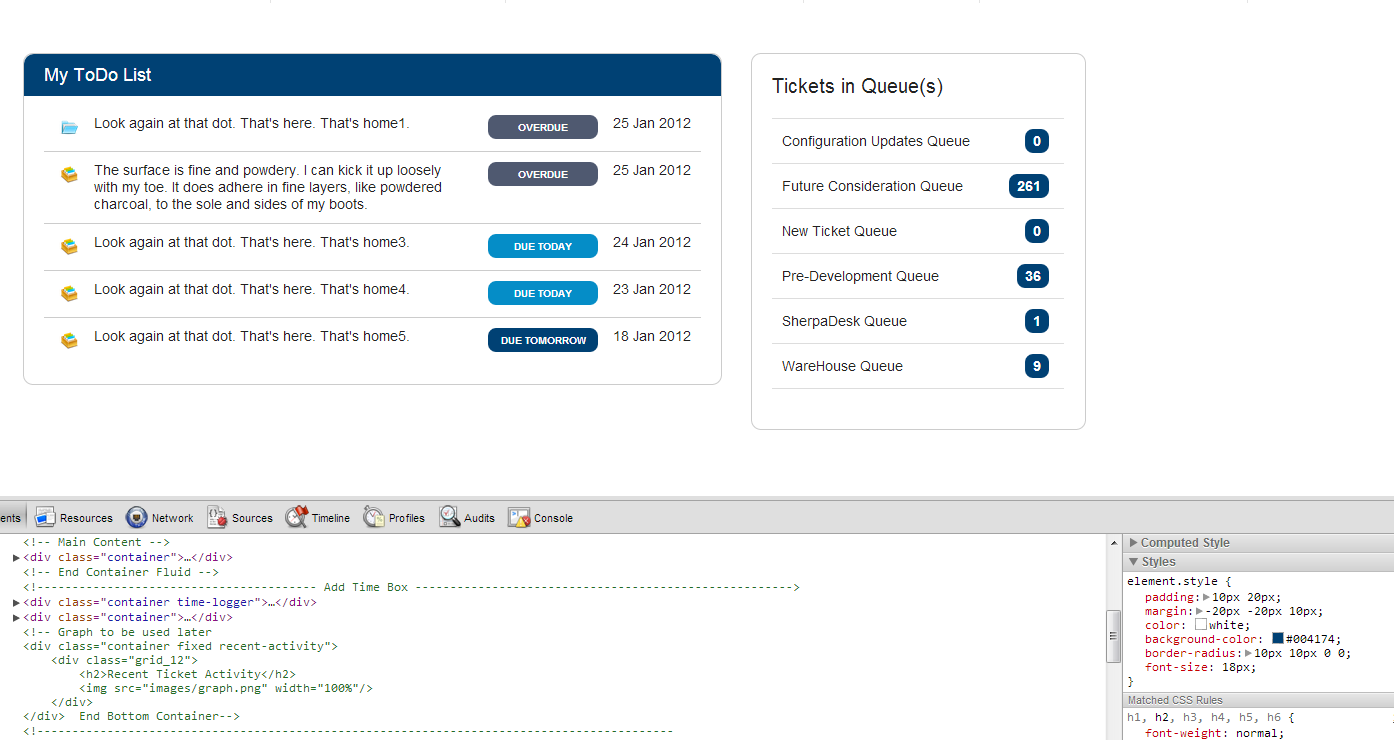 My ToDo List
Look again at that dot. That's here. That's home1. OVERDUE 25 Jan 2012
The surface is fine and powdery. I can kick it up loosely OVERDUE 25 Jan 2012
with my toe. It does adhere in fine layers, like powdered
charcoal, to the sole and sides of my boots.
Look again at that dot. That's here. That's home3. DUE TODAY 24 Jan 2012
Look again at that dot. That's here. That's home4. DUE TODAY 23 Jan 2012
Look again at that dot. That's here. That's home5. DUE TOMORROW 18 Jan 2012
Tickets in Queue(s)
Configuration Updates Queue 0
Future Consideration Queue 261
New Ticket Queue 0
Pre-Development Queue 36
SherpaDesk Queue 1
WareHouse Queue 9
ents Resources Network Sources Timeline Profiles Audits Console
<!-- Main Content -->
▶<div class="container">…</div>
<!-- End Container Fluid -->
<!--------------------------------------- Add Time Box ------------------------------------------------------>
▶<div class="container time-logger">…</div>
▶<div class="container">…</div>
<!-- Graph to be used later
<div class="container fixed recent-activity">
<div class="grid_12">
<h2>Recent Ticket Activity</h2>
<img src="images/graph.png" width="100%"/>
</div>
</div>  End Bottom Container-->
<!------------------------------------------------------------------------------------------
▶ Computed Style
▼ Styles
element.style {
padding:▶10px 20px;
margin:▶-20px -20px 10px;
color: white;
background-color: #004174;
border-radius:▶10px 10px 0 0;
font-size: 18px;
}
Matched CSS Rules
h1, h2, h3, h4, h5, h6 {
font-weight: normal;